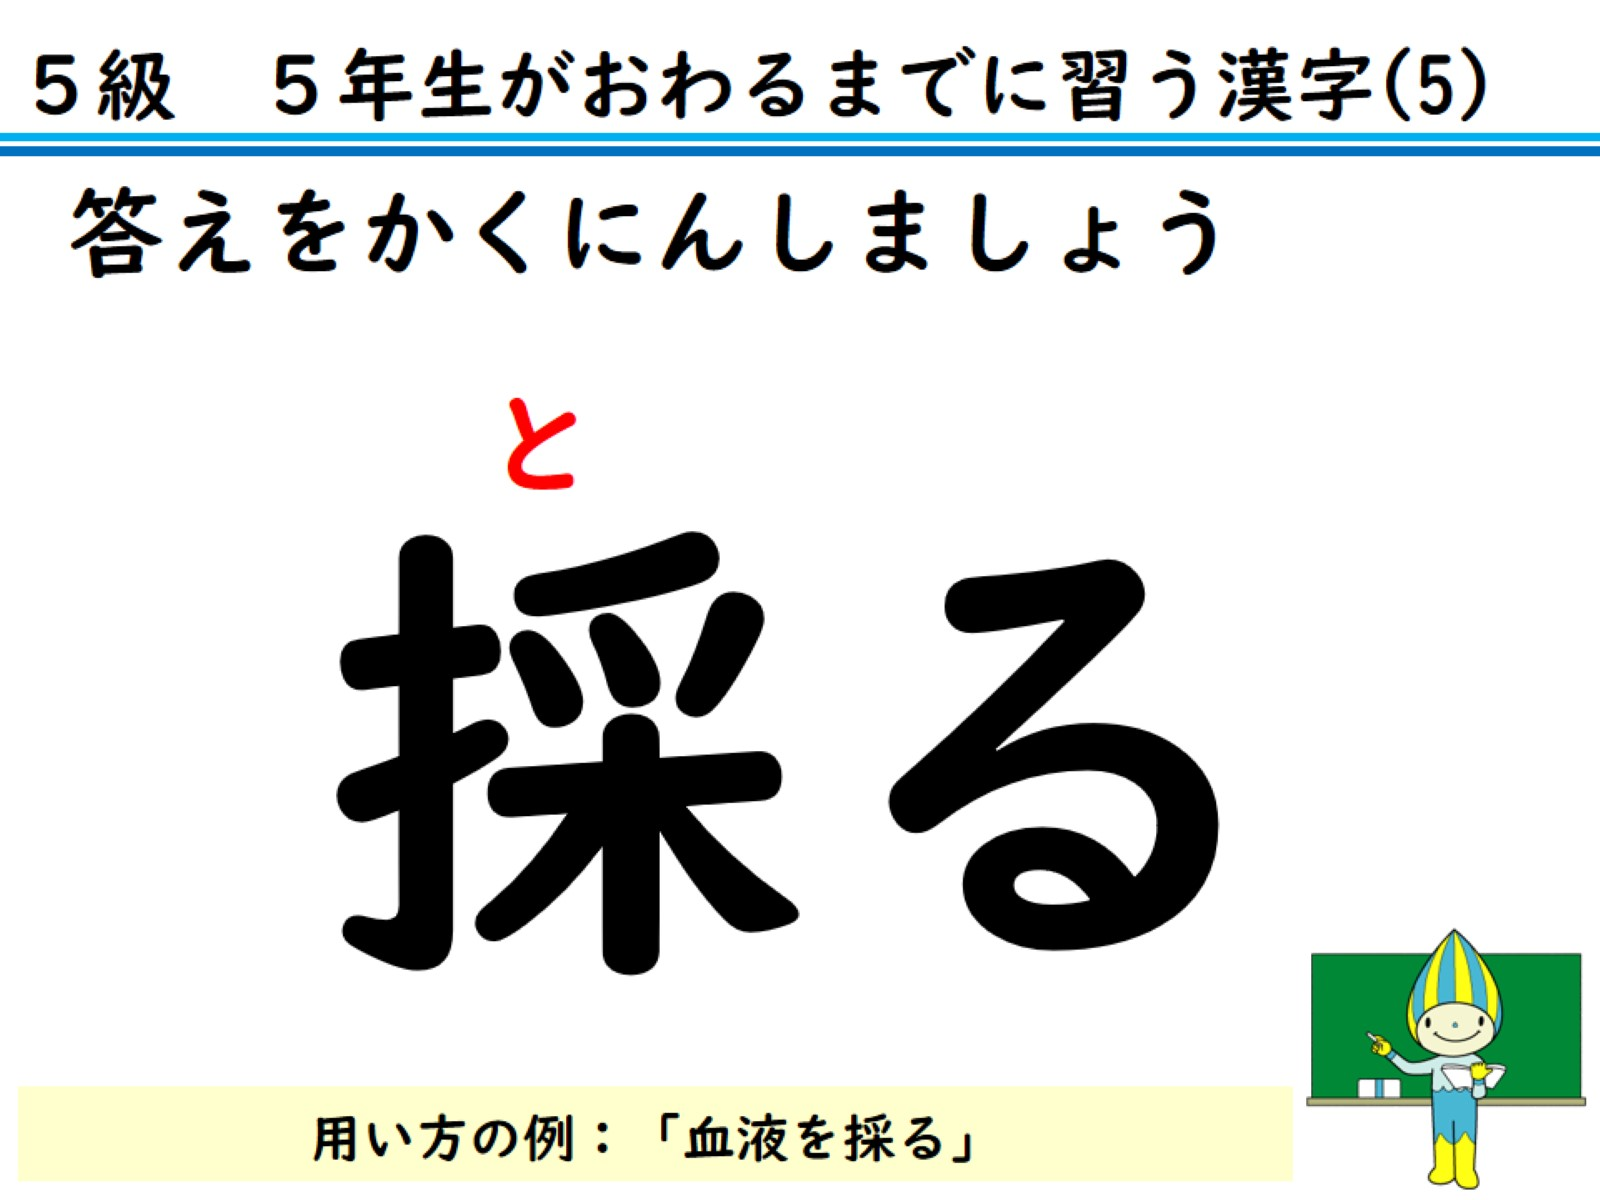 ５級　５年生がおわるまでに習う漢字(5)
答えをかくにんしましょう
と
採る
用い方の例：「血液を採る」